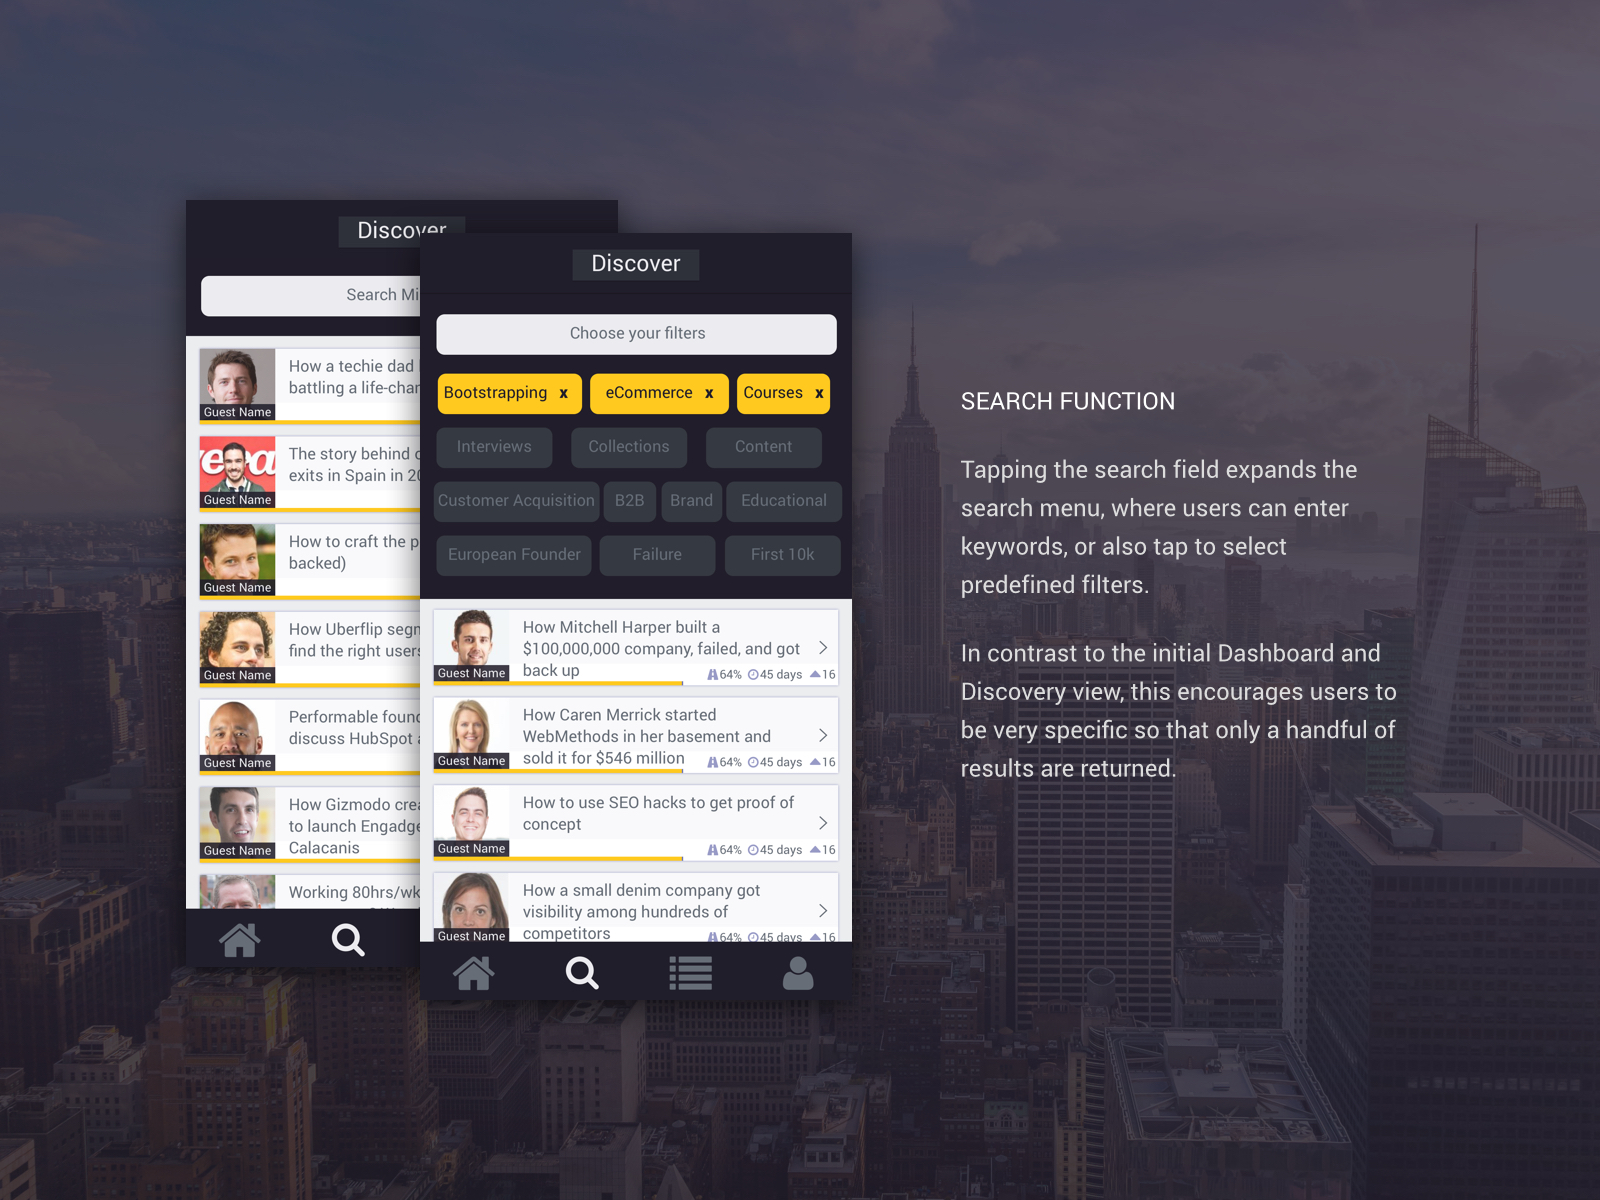 Discover
Search Mi
How a techie dad
battling a life-char
Guest Name
The story behind c
exits in Spain in 20
Guest Name
How to craft the p
backed)
Guest Name
How Uberflip segn
find the right users
Guest Name
Performable found
discuss HubSpot a
Guest Name
How Gizmodo crea
to launch Engadge
Calacanis
Guest Name
Working 80hrs/wk
Discover
Choose your filters
Bootstrapping x eCommerce x Courses x
Interviews Collections Content
Customer Acquisition B2B Brand Educational
European Founder Failure First 10k
How Mitchell Harper built a
$100,000,000 company, failed, and got
back up
Guest Name 64% 45 days 16
How Caren Merrick started
WebMethods in her basement and
sold it for $546 million
Guest Name 64% 45 days 16
How to use SEO hacks to get proof of
concept
Guest Name 64% 45 days 16
How a small denim company got
visibility among hundreds of
competitors
Guest Name 64% 45 days 16
SEARCH FUNCTION
Tapping the search field expands the
search menu, where users can enter
keywords, or also tap to select
predefined filters.
In contrast to the initial Dashboard and
Discovery view, this encourages users to
be very specific so that only a handful of
results are returned.